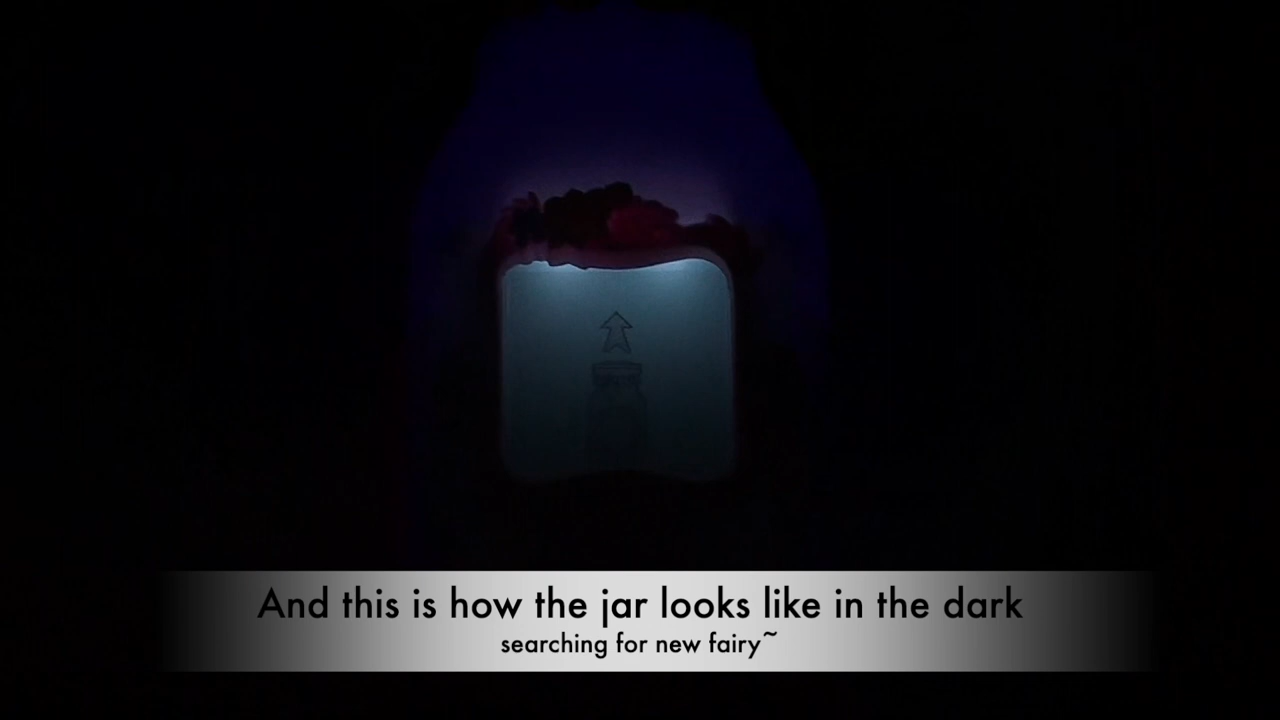 And this is how the jar looks like in the dark
searching for new fairy~